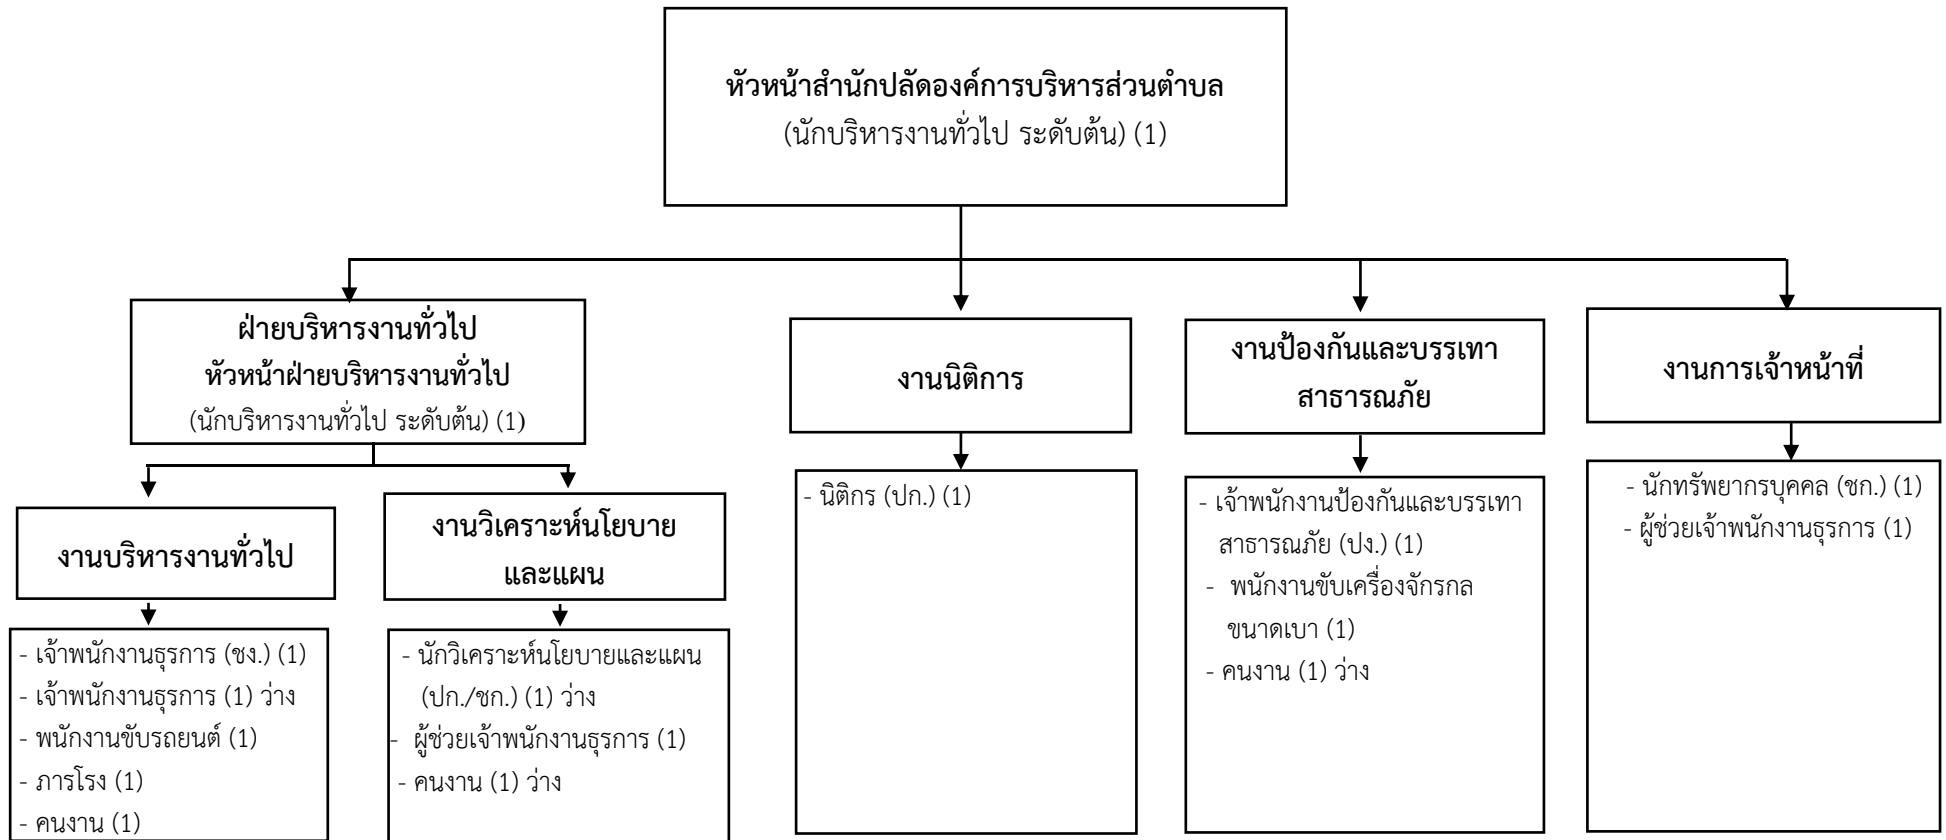 หัวหน้าสำนักปลัดองค์การบริหารส่วนตำบล
(นักบริหารงานทั่วไป ระดับต้น) (1)
ฝ่ายบริหารงานทั่วไป
หัวหน้าฝ่ายบริหารงานทั่วไป
(นักบริหารงานทั่วไป ระดับต้น) (1)
งานนิติการ
งานป้องกันและบรรเทา
สาธารณภัย
งานการเจ้าหน้าที่
งานบริหารงานทั่วไป
งานวิเคราะห์นโยบาย
และแผน
- เจ้าพนักงานธุรการ (ชง.) (1)
- เจ้าพนักงานธุรการ (1) ว่าง
- พนักงานขับรถยนต์ (1)
- ภารโรง (1)
- คนงาน (1)
- นักวิเคราะห์นโยบายและแผน
(ปก./ชก.) (1) ว่าง
- ผู้ช่วยเจ้าพนักงานธุรการ (1)
- คนงาน (1) ว่าง
- นิติกร (ปก.) (1)
- เจ้าพนักงานป้องกันและบรรเทา
สาธารณภัย (ปง.) (1)
- พนักงานขับเครื่องจักรกล
ขนาดเบา (1)
- คนงาน (1) ว่าง
- นักทรัพยากรบุคคล (ชก.) (1)
- ผู้ช่วยเจ้าพนักงานธุรการ (1)